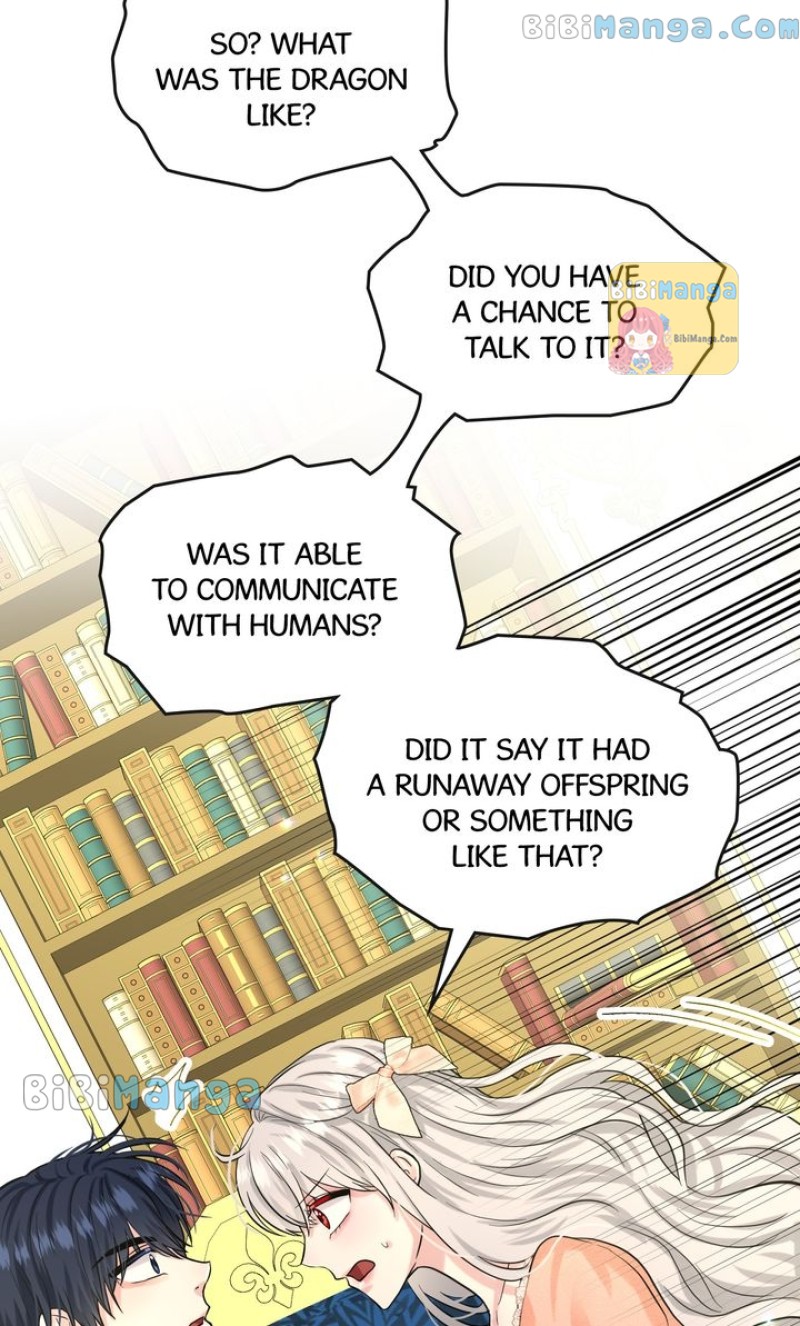 BiBiManga.Com
SO? WHAT
WAS THE DRAGON
LIKE?
DID YOU HAVE
A CHANCE TO
TALK TO IT?
BiBiManga
BibiManga.Com
WAS IT ABLE
TO COMMUNICATE
WITH HUMANS?
DID IT SAY IT HAD
A RUNAWAY OFFSPRING
OR SOMETHING
LIKE THAT?
BiBiManga